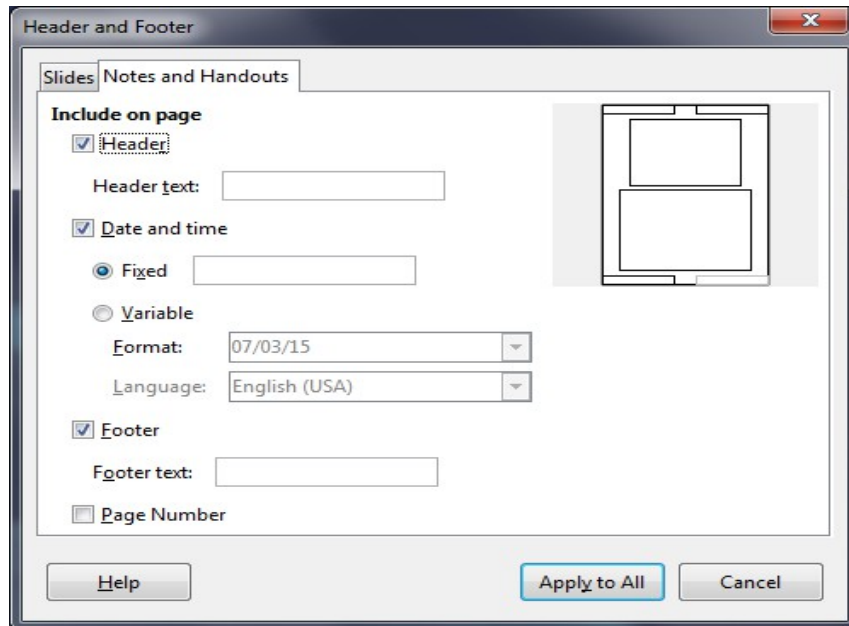 Header and Footer
Slides Notes and Handouts
Include on page
Header
Header text:
Date and time
Fixed
Variable
Format: 07/03/15
Language: English (USA)
Footer
Footer text:
Page Number
Help Apply to All Cancel